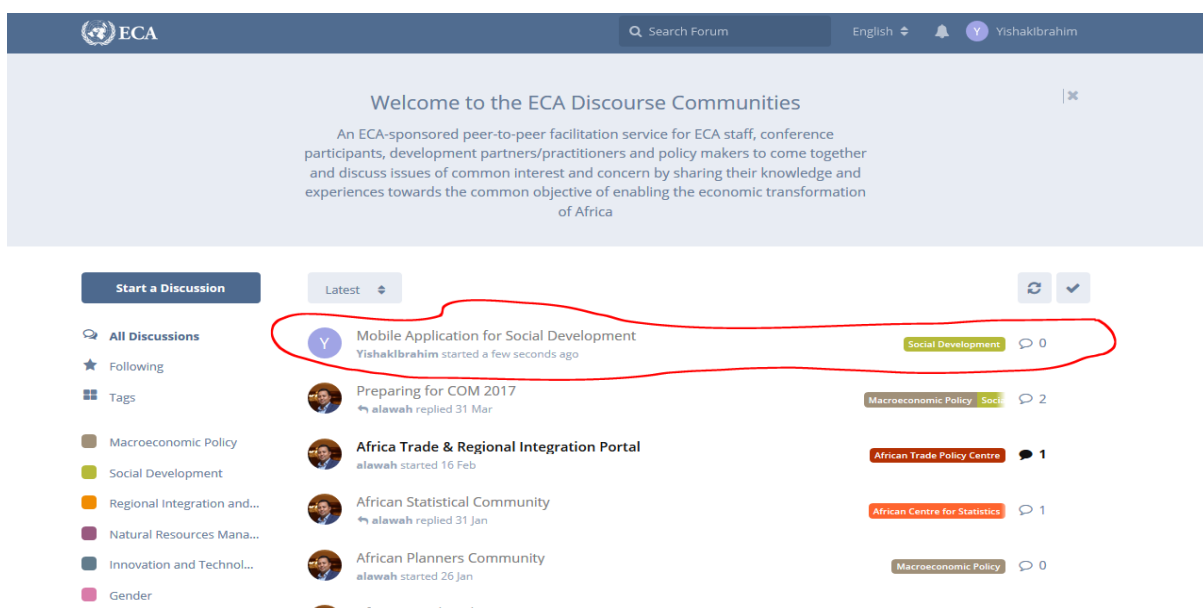 ECA
Search Forum
English
Y
YishakIbrahim
Welcome to the ECA Discourse Communities
An ECA-sponsored peer-to-peer facilitation service for ECA staff, conference
participants, development partners/practitioners and policy makers to come together
and discuss issues of common interest and concern by sharing their knowledge and
experiences towards the common objective of enabling the economic transformation
of Africa
Start a Discussion
All Discussions
Following
Tags
Macroeconomic Policy
Social Development
Regional Integration and...
Natural Resources Mana...
Innovation and Technol...
Gender
Latest
Y
Mobile Application for Social Development
YishakIbrahim started a few seconds ago
Social Development
0
Preparing for COM 2017
alawah replied 31 Mar
Macroeconomic Policy Soci
2
Africa Trade & Regional Integration Portal
alawah started 16 Feb
African Trade Policy Centre
1
African Statistical Community
alawah replied 31 Jan
African Centre for Statistics
1
African Planners Community
alawah started 26 Jan
Macroeconomic Policy
0